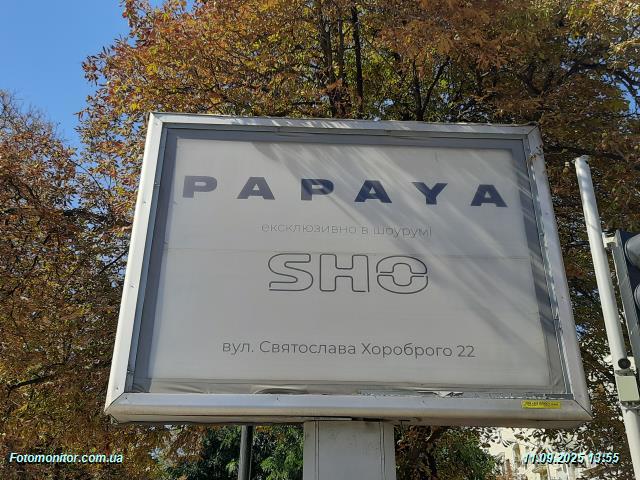 PAPAYA
ексклюзивно в шоурумі
SHO
вул. Святослава Хороброго 22
Fotomonitor.com.ua
11.09.2025 13:55